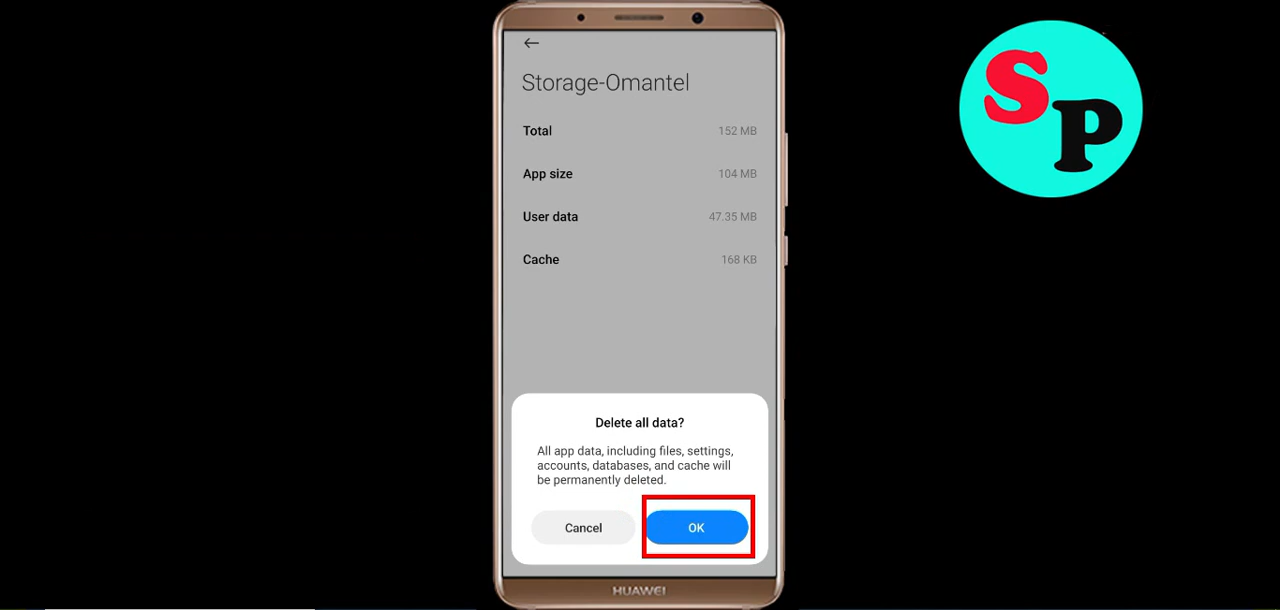 Storage-Omantel
Total 152 MB
App size 104 MB
User data 47.35 MB
Cache 168 KB
Delete all data?
All app data, including files, settings,
accounts, databases, and cache will
be permanently deleted.
Cancel OK
HUAWEI
SP